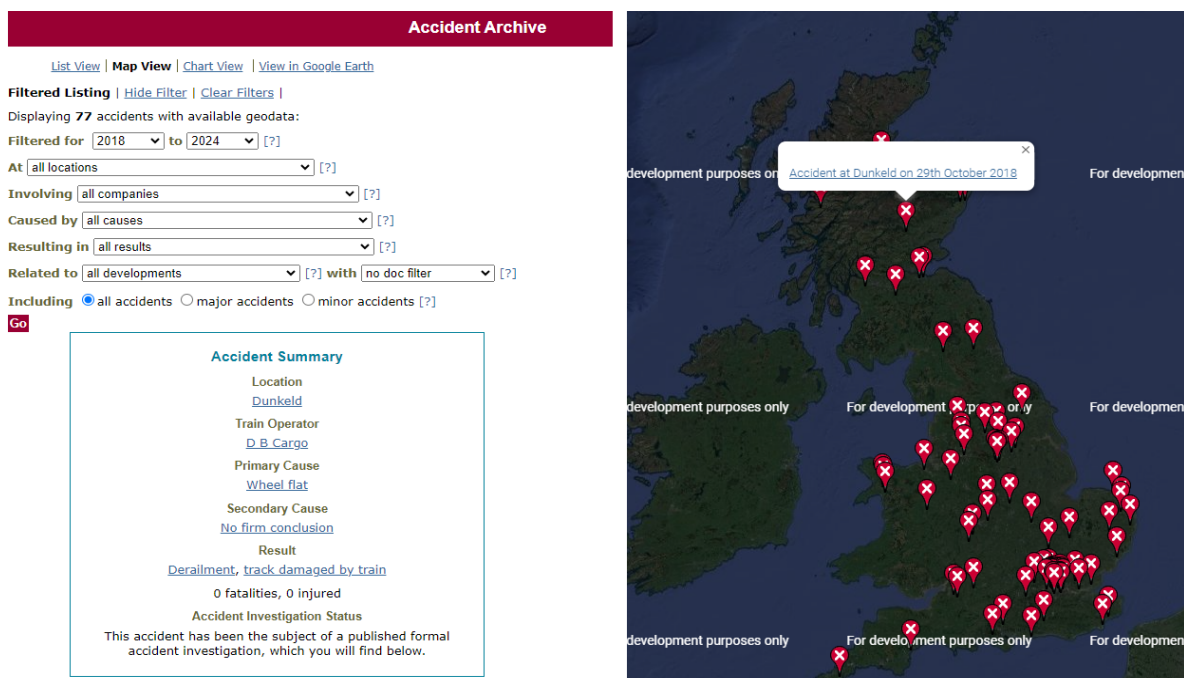 Accident Archive
List View | Map View | Chart View | View in Google Earth
Filtered Listing | Hide Filter | Clear Filters |
Displaying 77 accidents with available geodata:
Filtered for 2018 to 2024 [?]
At all locations [?]
Involving all companies [?]
Caused by all causes [?]
Resulting in all results [?]
Related to all developments [?] with no doc filter [?]
Including all accidents major accidents minor accidents [?]
Go
Accident Summary
Location
Dunkeld
Train Operator
D B Cargo
Primary Cause
Wheel flat
Secondary Cause
No firm conclusion
Result
Derailment, track damaged by train
0 fatalities, 0 injured
Accident Investigation Status
This accident has been the subject of a published formal
accident investigation, which you will find below.
Accident at Dunkeld on 29th October 2018
development purposes on For developmen
development purposes only For development only For developmen
development purposes only For development purposes only For developmen